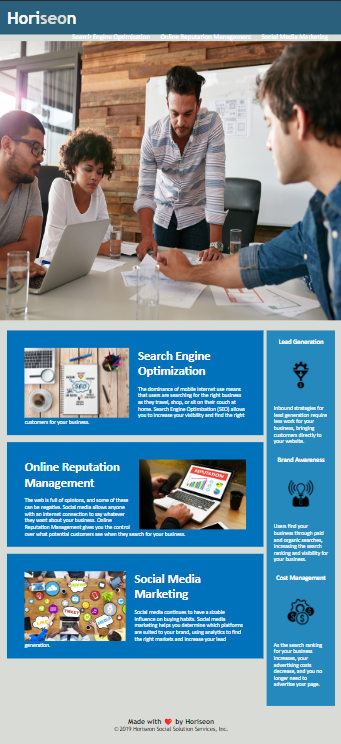 Horiseon
Search Engine Optimization Online Reputation Management Social Media Marketing
Search Engine
Optimization
The dominance of mobile internet use means
that users are searching for the right business
as they travel, shop, or sit on their couch at
home. Search Engine Optimization (SEO) allows
you to increase your visibility and find the right
customers for your business.
Online Reputation
Management
The web is full of opinions, and some of these
can be negative. Social media allows anyone
with an internet connection to say whatever
they want about your business. Online
Reputation Management gives you the control
over what potential customers see when they search for your business.
REPUTATION
Social Media
Marketing
Social media continues to have a sizable
influence on buying habits. Social media
marketing helps you determine which platforms
are suited to your brand, using analytics to find
the right markets and increase your lead
generation.
SEO
TWEET
Lead Generation
Inbound strategies for
lead generation require
less work for your
business, bringing
customers directly to
your website.
Brand Awareness
Users find your
business through paid
and organic searches,
increasing the search
ranking and visibility for
your business.
Cost Management
As the search ranking
for your business
increases, your
advertising costs
decrease, and you no
longer need to
advertise your page.
Made with ❤️ by Horiseon
© 2019 Horiseon Social Solution Services, Inc.